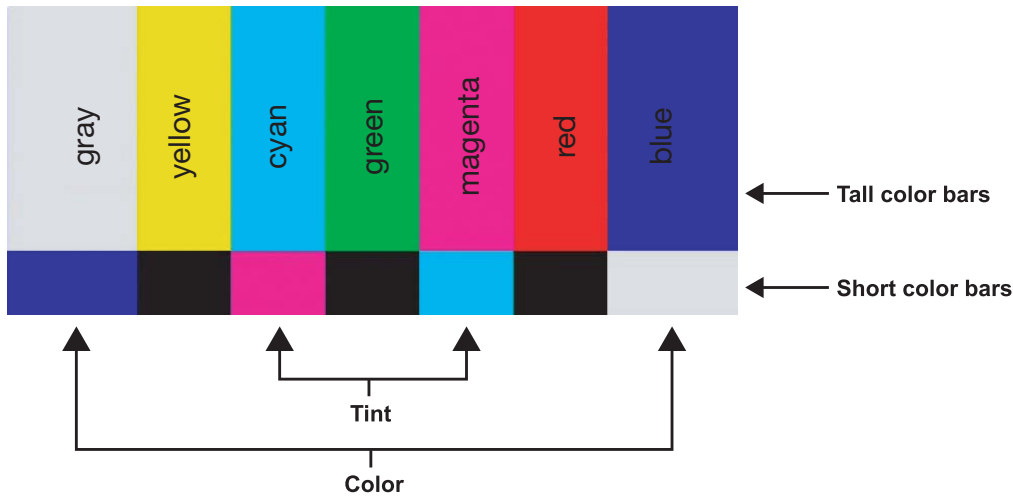 gray
yellow
cyan
green
magenta
red
blue
Tall color bars
Short color bars
Tint
Color